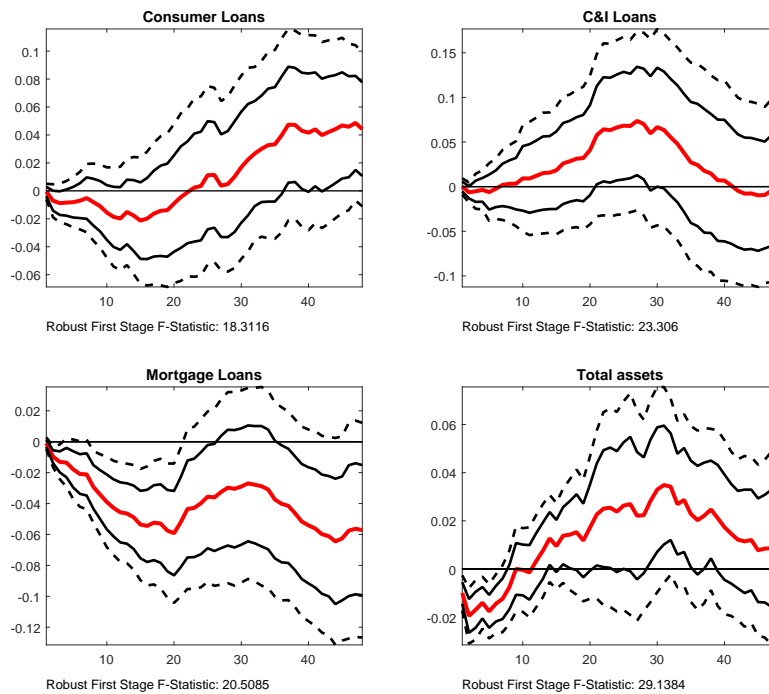 Consumer Loans
0.1
0.08
0.06
0.04
0.02
0
-0.02
-0.04
-0.06
10 20 30 40
Robust First Stage F-Statistic: 18.3116
C&I Loans
0.15
0.1
0.05
0
-0.05
-0.1
10 20 30 40
Robust First Stage F-Statistic: 23.306
Mortgage Loans
0.02
0
-0.02
-0.04
-0.06
-0.08
-0.1
-0.12
10 20 30 40
Robust First Stage F-Statistic: 20.5085
Total assets
0.06
0.04
0.02
0
-0.02
10 20 30 40
Robust First Stage F-Statistic: 29.1384